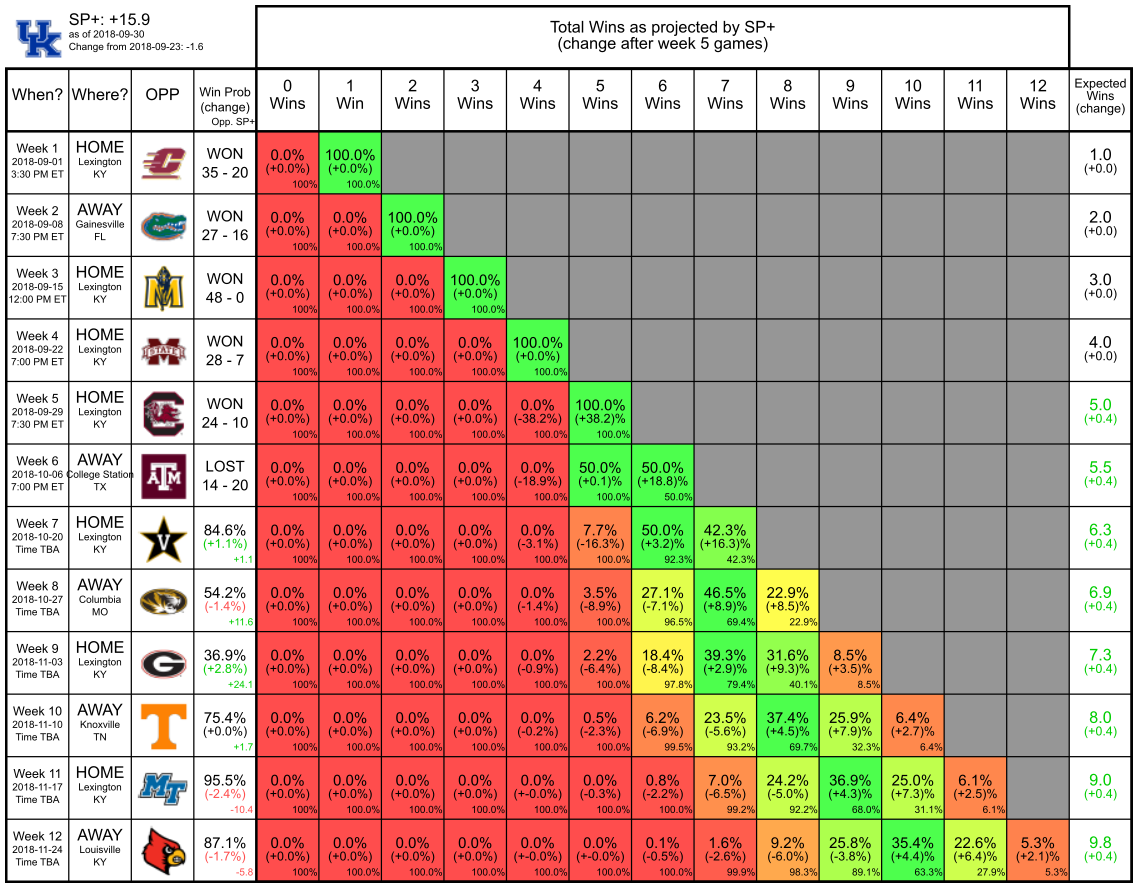 UK
SP+: +15.9
as of 2018-09-30
Change from 2018-09-23: -1.6
Total Wins as projected by SP+
(change after week 5 games)
When? Where? OPP Win Prob (change) Opp. SP+ 0 Wins 1 Win 2 Wins 3 Wins 4 Wins 5 Wins 6 Wins 7 Wins 8 Wins 9 Wins 10 Wins 11 Wins 12 Wins Expected Wins (change)
Week 1 HOME C WON 0.0% 100.0% 1.0
2018-09-01 Lexington 35 - 20 (+0.0%) (+0.0%) (+0.0)
3:30 PM ET KY 100% 100.0%
Week 2 AWAY WON 0.0% 0.0% 100.0% 2.0
2018-09-08 Gainesville 27 - 16 (+0.0%) (+0.0%) (+0.0%) (+0.0)
7:30 PM ET FL 100% 100.0% 100.0%
Week 3 HOME M WON 0.0% 0.0% 0.0% 100.0% 3.0
2018-09-15 Lexington 48 - 0 (+0.0%) (+0.0%) (+0.0%) (+0.0%) (+0.0)
12:00 PM ET KY 100% 100.0% 100.0% 100.0%
Week 4 HOME M STATE WON 0.0% 0.0% 0.0% 0.0% 100.0% 4.0
2018-09-22 Lexington 28 - 7 (+0.0%) (+0.0%) (+0.0%) (+0.0%) (+0.0%) (+0.0)
7:00 PM ET KY 100% 100.0% 100.0% 100.0% 100.0%
Week 5 HOME C WON 0.0% 0.0% 0.0% 0.0% 0.0% 100.0% 5.0
2018-09-29 Lexington 24 - 10 (+0.0%) (+0.0%) (+0.0%) (+0.0%) (-38.2%) (+38.2)% (+0.4)
7:30 PM ET KY 100% 100.0% 100.0% 100.0% 100.0% 100.0%
Week 6 AWAY ATM LOST 0.0% 0.0% 0.0% 0.0% 0.0% 50.0% 50.0% 5.5
2018-10-06 College Station 14 - 20 (+0.0%) (+0.0%) (+0.0%) (+0.0%) (-18.9%) (+0.1)% (+18.8)% (+0.4)
7:00 PM ET TX 100% 100.0% 100.0% 100.0% 100.0% 100.0% 50.0%
Week 7 HOME V 84.6% 0.0% 0.0% 0.0% 0.0% 0.0% 7.7% 50.0% 42.3% 6.3
2018-10-20 Lexington (+1.1%) (+0.0%) (+0.0%) (+0.0%) (+0.0%) (-3.1%) (-16.3%) (+3.2)% (+16.3)% (+0.4)
Time TBA KY +1.1 100% 100.0% 100.0% 100.0% 100.0% 100.0% 92.3% 42.3%
Week 8 AWAY 54.2% 0.0% 0.0% 0.0% 0.0% 0.0% 3.5% 27.1% 46.5% 22.9% 6.9
2018-10-27 Columbia (-1.4%) (+0.0%) (+0.0%) (+0.0%) (+0.0%) (-1.4%) (-8.9%) (-7.1%) (+8.9)% (+8.5)% (+0.4)
Time TBA MO +11.6 100% 100.0% 100.0% 100.0% 100.0% 100.0% 96.5% 69.4% 22.9%
Week 9 HOME G 36.9% 0.0% 0.0% 0.0% 0.0% 0.0% 2.2% 18.4% 39.3% 31.6% 8.5% 7.3
2018-11-03 Lexington (+2.8%) (+0.0%) (+0.0%) (+0.0%) (+0.0%) (-0.9%) (-6.4%) (-8.4%) (+2.9)% (+9.3)% (+3.5)% (+0.4)
Time TBA KY +24.1 100% 100.0% 100.0% 100.0% 100.0% 100.0% 97.8% 79.4% 40.1% 8.5%
Week 10 AWAY T 75.4% 0.0% 0.0% 0.0% 0.0% 0.0% 0.5% 6.2% 23.5% 37.4% 25.9% 6.4% 8.0
2018-11-10 Knoxville (+0.0%) (+0.0%) (+0.0%) (+0.0%) (+0.0%) (-0.2%) (-2.3%) (-6.9%) (-5.6%) (+4.5)% (+7.9)% (+2.7)% (+0.4)
Time TBA TN +1.7 100% 100.0% 100.0% 100.0% 100.0% 100.0% 99.5% 93.2% 69.7% 32.3% 6.4%
Week 11 HOME MT 95.5% 0.0% 0.0% 0.0% 0.0% 0.0% 0.0% 0.8% 7.0% 24.2% 36.9% 25.0% 6.1% 9.0
2018-11-17 Lexington (-2.4%) (+0.0%) (+0.0%) (+0.0%) (+0.0%) (+-0.0%) (-0.3%) (-2.2%) (-6.5%) (-5.0%) (+4.3)% (+7.3)% (+2.5)% (+0.4)
Time TBA KY -10.4 100% 100.0% 100.0% 100.0% 100.0% 100.0% 100.0% 99.2% 92.2% 68.0% 31.1% 6.1%
Week 12 AWAY 87.1% 0.0% 0.0% 0.0% 0.0% 0.0% 0.0% 0.1% 1.6% 9.2% 25.8% 35.4% 22.6% 5.3% 9.8
2018-11-24 Louisville (-1.7%) (+0.0%) (+0.0%) (+0.0%) (+0.0%) (+-0.0%) (+-0.0%) (-0.5%) (-2.6%) (-6.0%) (-3.8%) (+4.4)% (+6.4)% (+2.1)% (+0.4)
Time TBA KY -5.8 100% 100.0% 100.0% 100.0% 100.0% 100.0% 100.0% 99.9% 98.3% 89.1% 63.3% 27.9% 5.3%